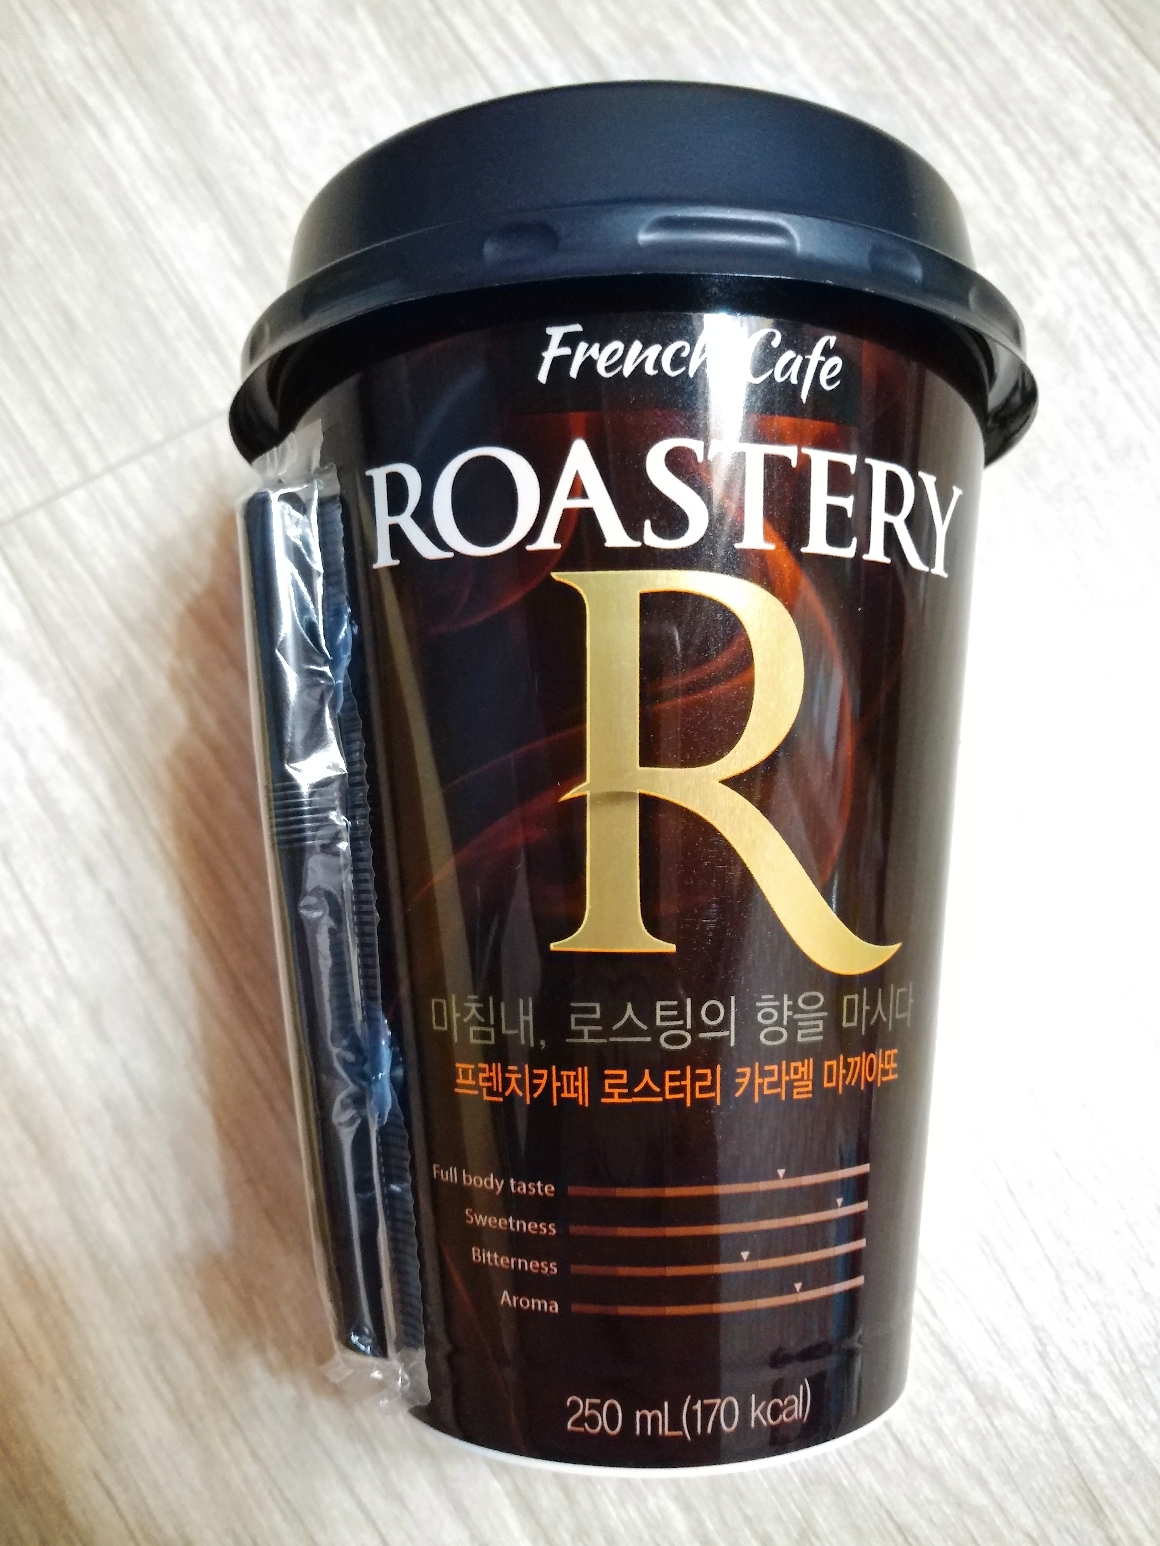 French Cafe
ROASTERY
R
마침내, 로스팅의 향을 마시다
프렌치카페 로스터리 카라멜 마끼아또
Full body taste
Sweetness
Bitterness
Aroma
250 mL(170 kcal)